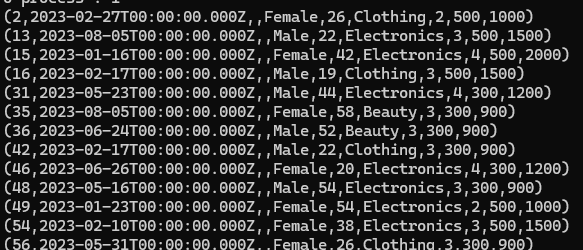 process : 1
(2,2023-02-27T00:00:00.000Z,,Female,26,Clothing,2,500,1000)
(13,2023-08-05T00:00:00.000Z,,Male,22,Electronics,3,500,1500)
(15,2023-01-16T00:00:00.000Z,,Female,42,Electronics,4,500,2000)
(16,2023-02-17T00:00:00.000Z,,Male,19,Clothing,3,500,1500)
(31,2023-05-23T00:00:00.000Z,,Male,44,Electronics,4,300,1200)
(35,2023-08-05T00:00:00.000Z,,Female,58,Beauty,3,300,900)
(36,2023-06-24T00:00:00.000Z,,Male,52,Beauty,3,300,900)
(42,2023-02-17T00:00:00.000Z,,Male,22,Clothing,3,300,900)
(46,2023-06-26T00:00:00.000Z,,Female,20,Electronics,4,300,1200)
(48,2023-05-16T00:00:00.000Z,,Male,54,Electronics,3,300,900)
(49,2023-01-23T00:00:00.000Z,,Female,54,Electronics,2,500,1000)
(54,2023-02-10T00:00:00.000Z,,Female,38,Electronics,3,500,1500)
(56,2023-05-31T00:00:00.000Z,,Female,26,Clothing,3,300,900)